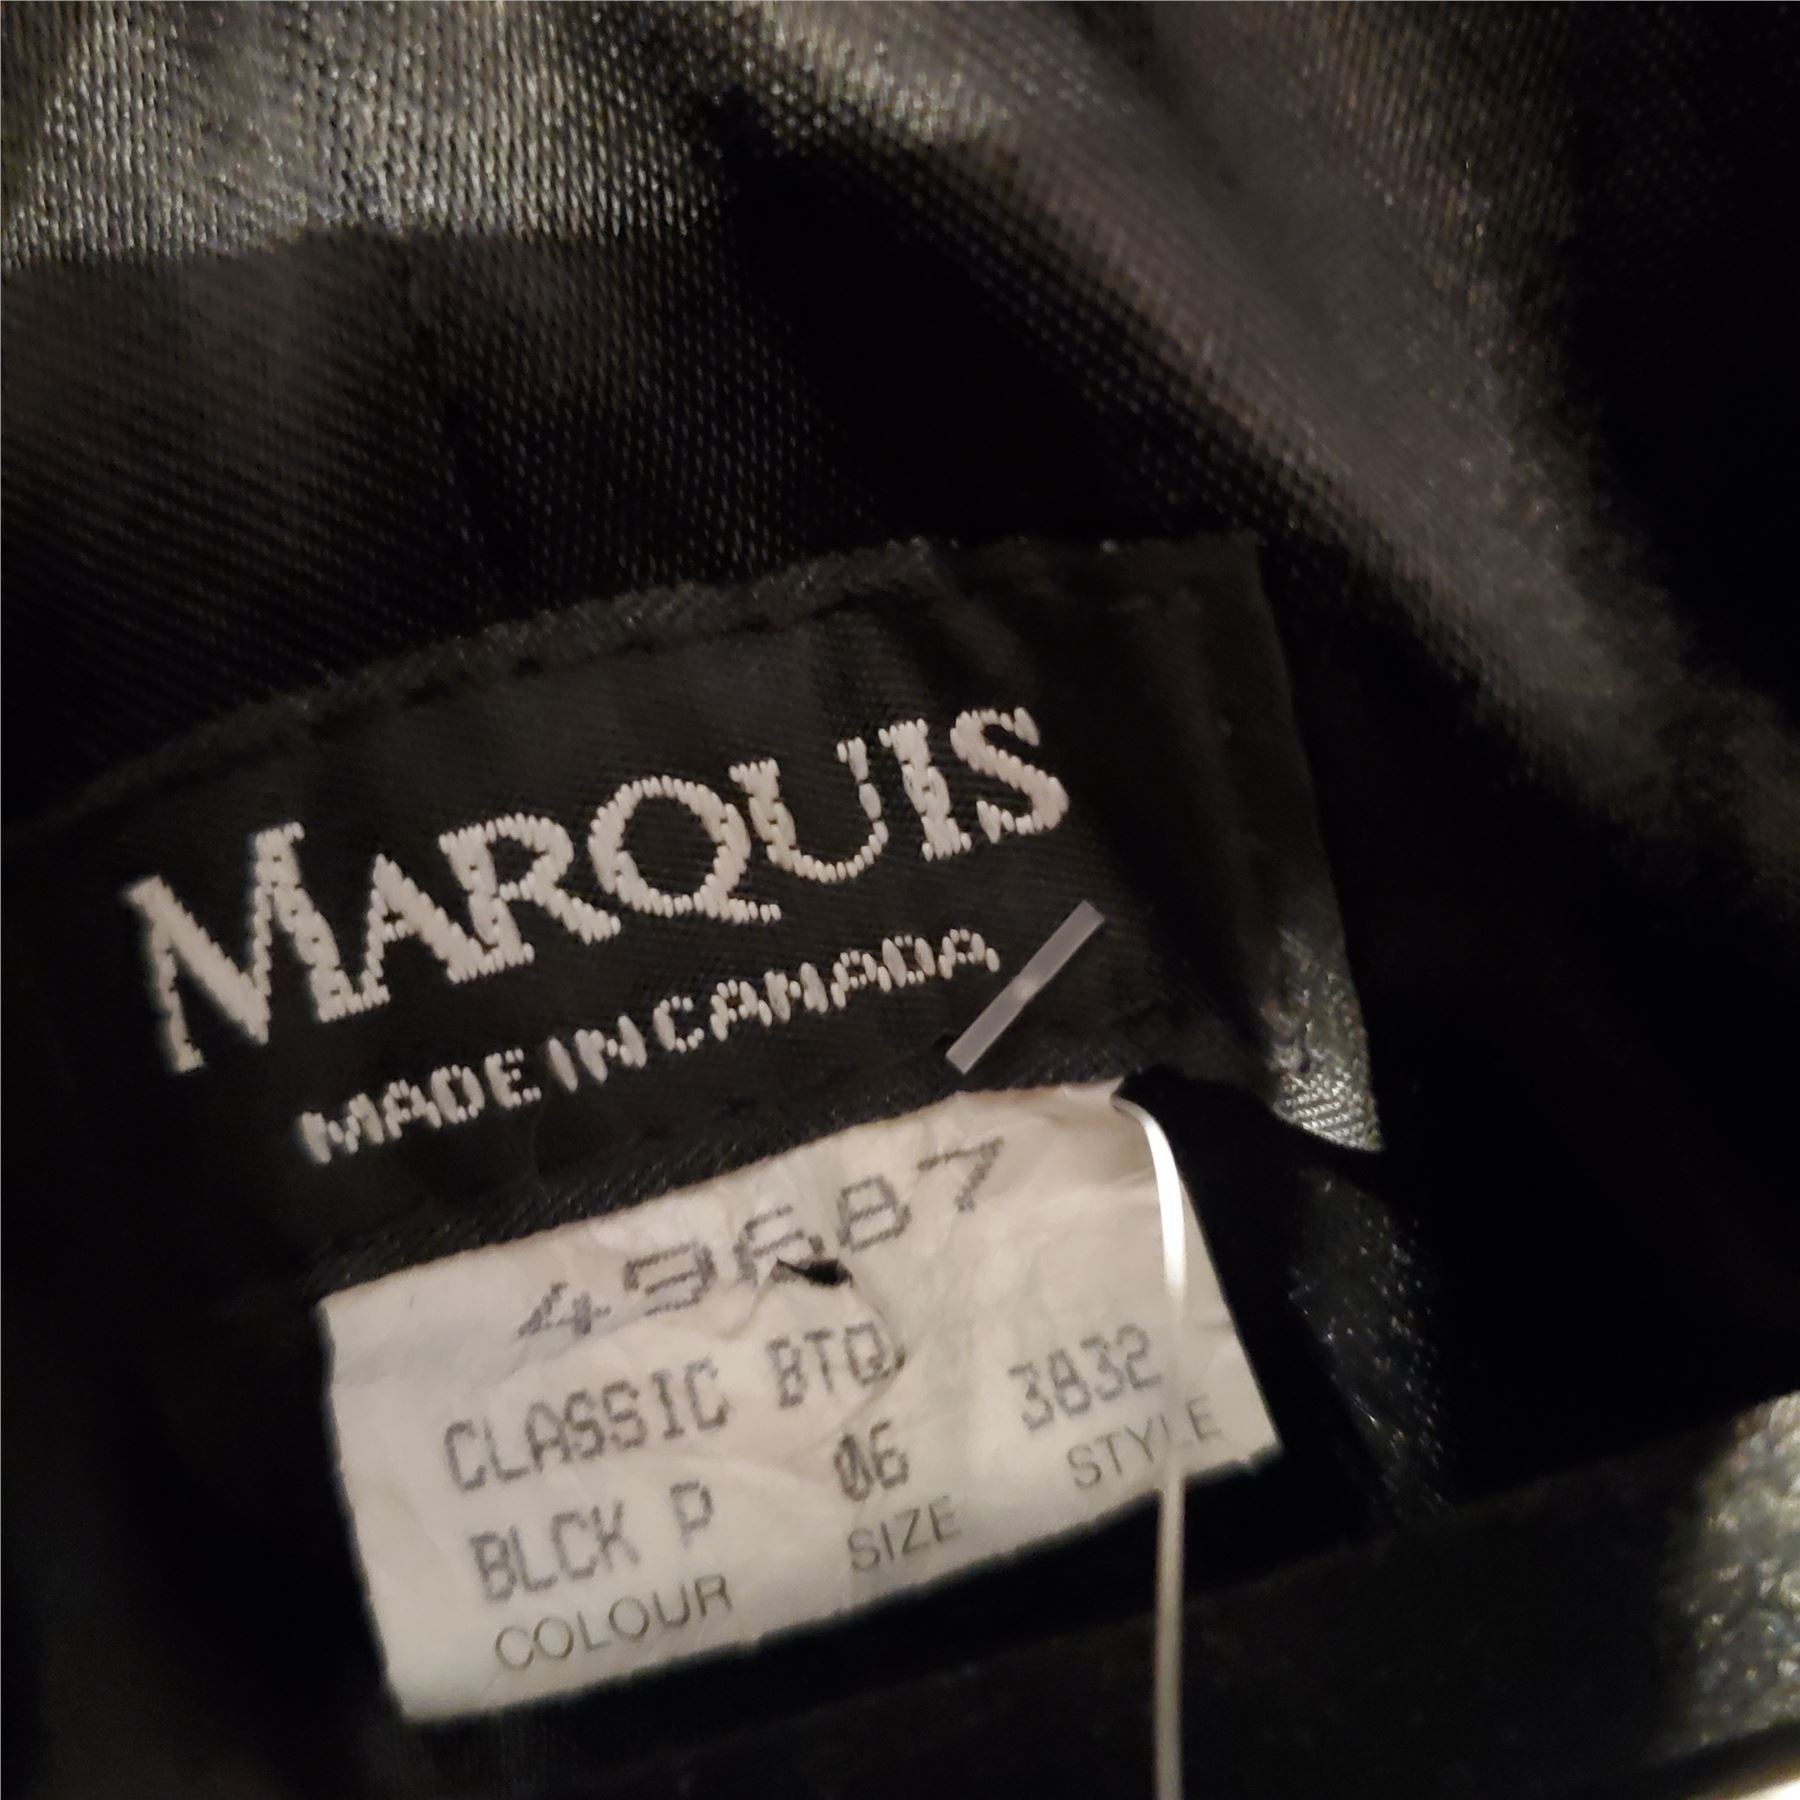 MARQUIS
MADE IN CANADA
49687
CLASSIC BTQ
3832
BLCK P 06
STYLE
COLOUR SIZE